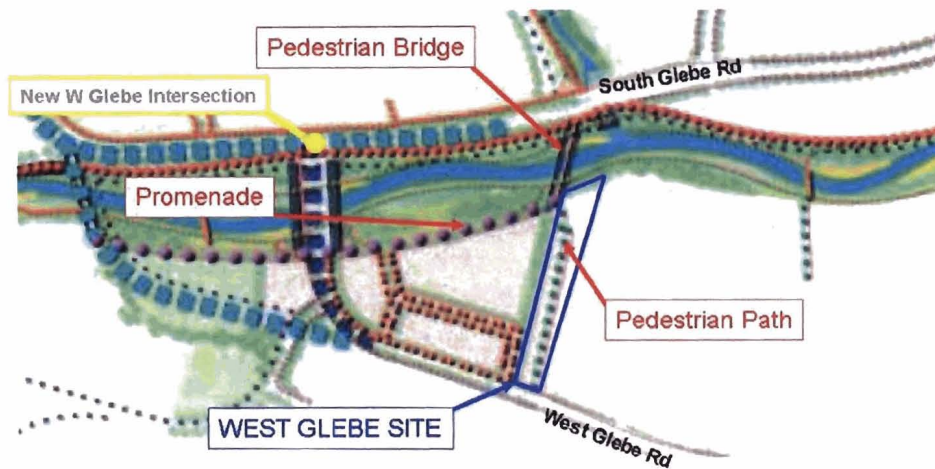 Pedestrian Bridge
South Glebe Rd
New W Glebe Intersection
Promenade
Pedestrian Path
WEST GLEBE SITE
West Glebe Rd